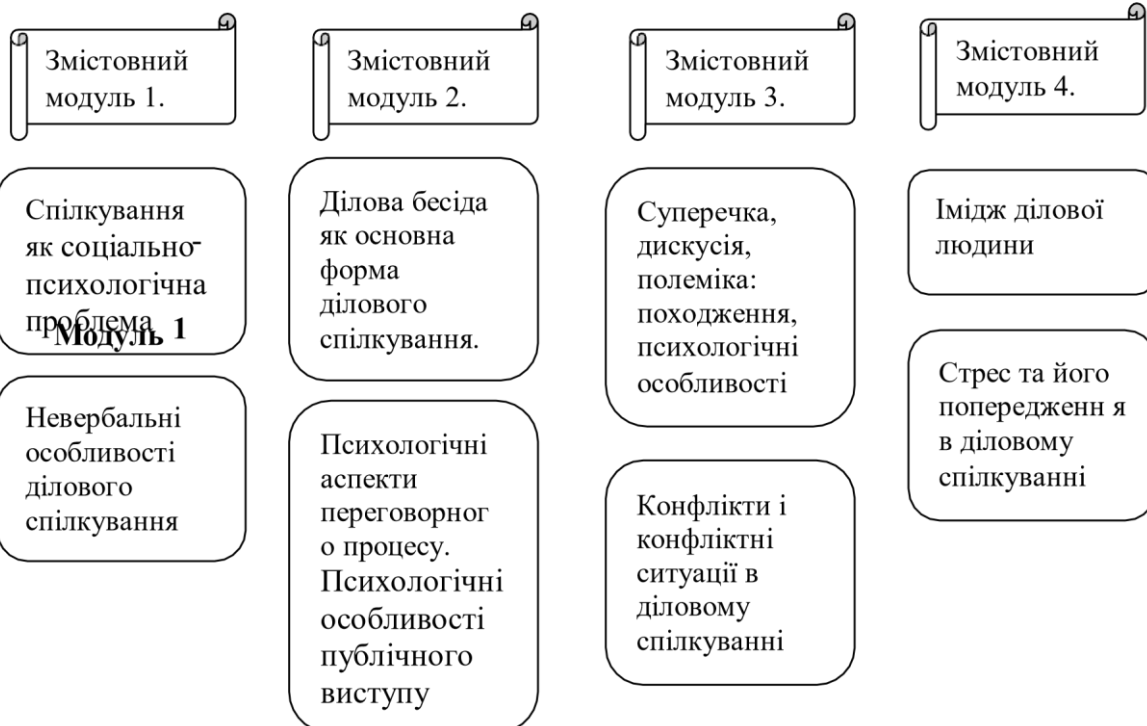 Змістовний
модуль 1.
Спілкування
як соціально-
психологічна
проблема
Модуль 1
Невербальні
особливості
ділового
спілкування
Змістовний
модуль 2.
Ділова бесіда
як основна
форма
ділового
спілкування.
Психологічні
аспекти
переговорног
о процесу.
Психологічні
особливості
публічного
виступу
Змістовний
модуль 3.
Суперечка,
дискусія,
полеміка:
походження,
психологічні
особливості
Конфлікти і
конфліктні
ситуації в
діловому
спілкуванні
Змістовний
модуль 4.
Імідж ділової
людини
Стрес та його
попередженн я
в діловому
спілкуванні